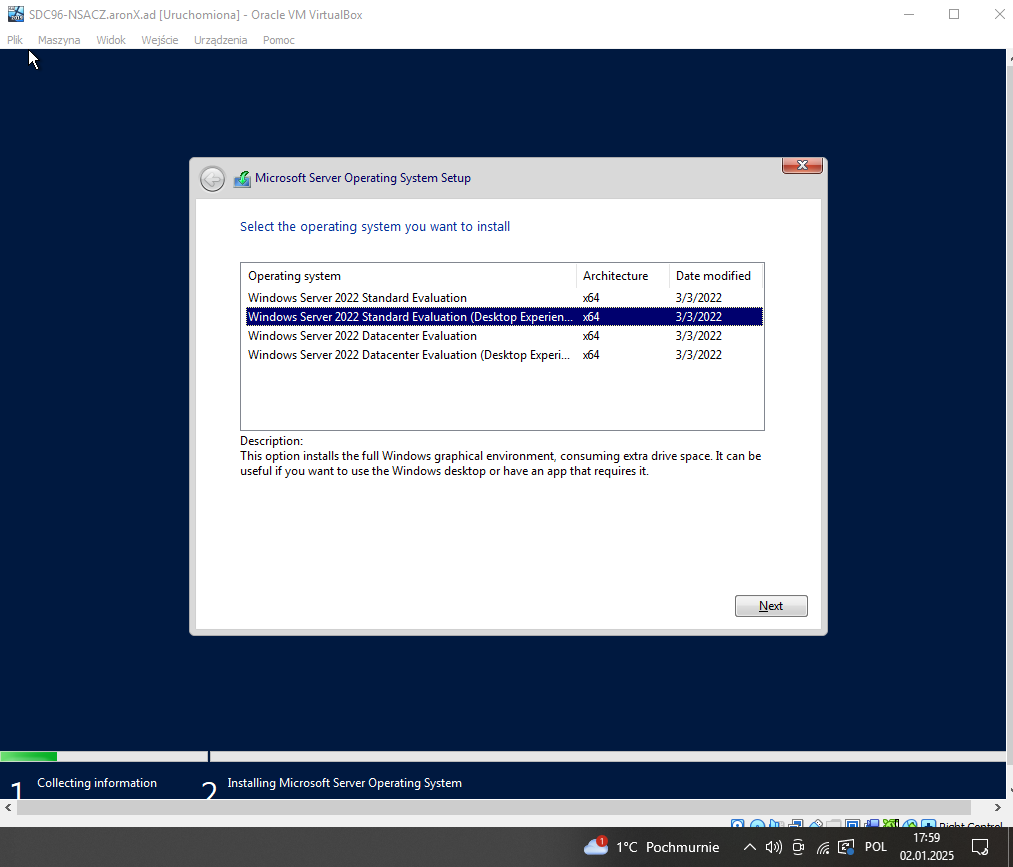 SDC96-NSACZ.aronX.ad [Uruchomiona] - Oracle VM VirtualBox
Plik Maszyna Widok Wejście Urządzenia Pomoc
Microsoft Server Operating System Setup
Select the operating system you want to install
Operating system Architecture Date modified
Windows Server 2022 Standard Evaluation x64 3/3/2022
Windows Server 2022 Standard Evaluation (Desktop Experien... x64 3/3/2022
Windows Server 2022 Datacenter Evaluation x64 3/3/2022
Windows Server 2022 Datacenter Evaluation (Desktop Experi... x64 3/3/2022
Description:
This option installs the full Windows graphical environment, consuming extra drive space. It can be
useful if you want to use the Windows desktop or have an app that requires it.
Next
1 Collecting information 2 Installing Microsoft Server Operating System
Right Control
1 1°C Pochmurnie POL 17:59
02.01.2025